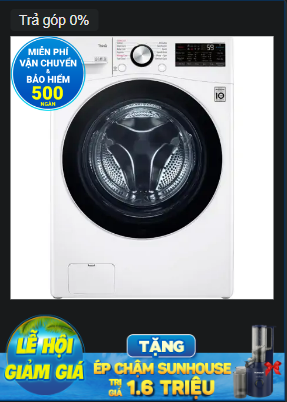 Trả góp 0%
MIỄN PHÍ
VẬN CHUYỂN
&
BẢO HIỂM
500
NGÀN
59
LỄ HỘI
GIẢM GIÁ
TẶNG
ÉP CHẬM SUNHOUSE
TRỊ GIÁ
1.6 TRIỆU